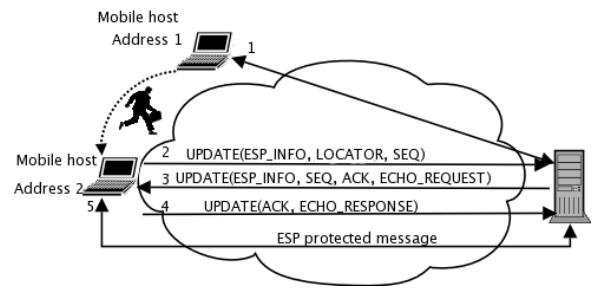 Mobile host
Address 1
1
2 UPDATE(ESP_INFO, LOCATOR, SEQ)
Mobile host
3 UPDATE(ESP_INFO, SEQ, ACK, ECHO_REQUEST)
Address 2
5
4 UPDATE(ACK, ECHO_RESPONSE)
ESP protected message